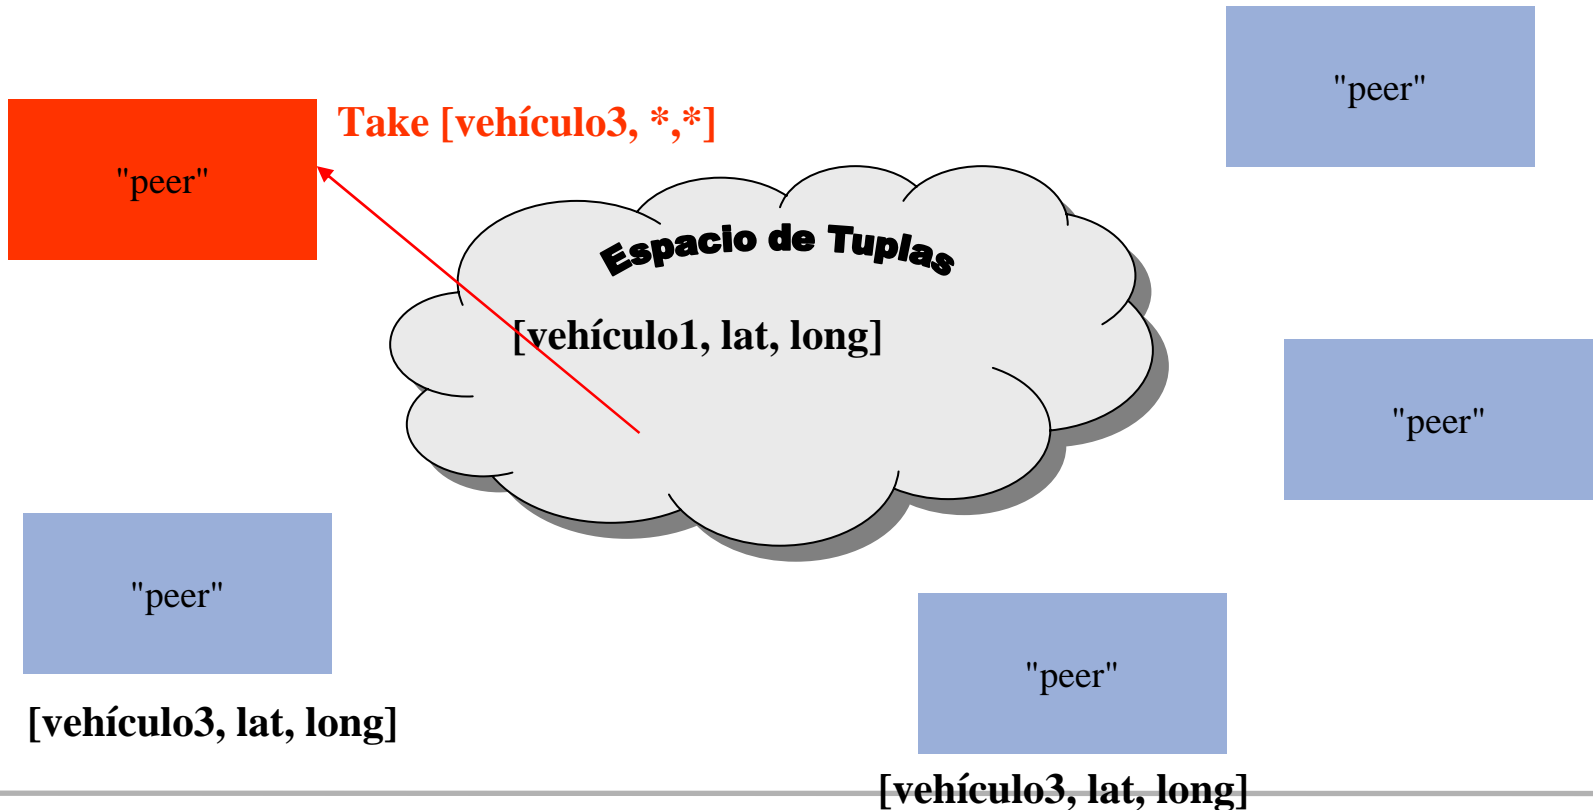 "peer"
Take [vehículo3, *,*]
"peer"
Espacio de Tuplas
[vehículo1, lat, long]
"peer"
"peer"
"peer"
[vehículo3, lat, long]
[vehículo3, lat, long]